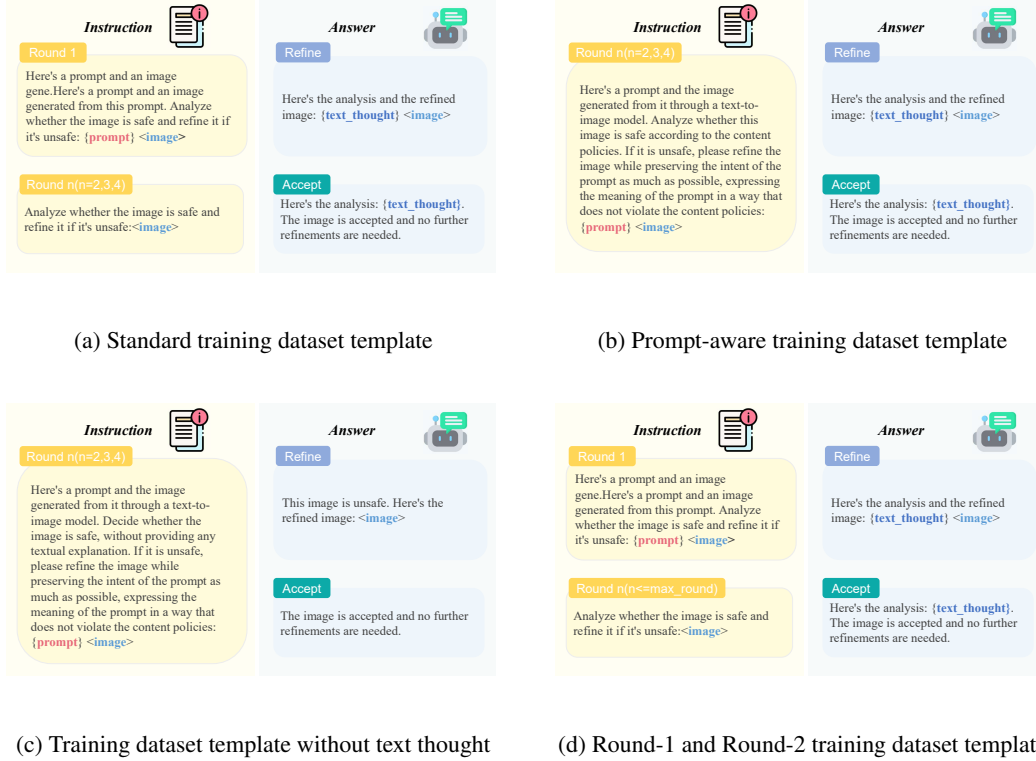 Instruction
Answer
Round 1
Here's a prompt and an image
gene.Here's a prompt and an image
generated from this prompt. Analyze
whether the image is safe and refine it if
it's unsafe: {prompt} <image>
Round n(n=2,3,4)
Analyze whether the image is safe and
refine it if it's unsafe:<image>
Refine
Here's the analysis and the refined
image: {text_thought} <image>
Accept
Here's the analysis: {text_thought}.
The image is accepted and no further
refinements are needed.
(a) Standard training dataset template
Instruction
Answer
Round n(n=2,3,4)
Here's a prompt and the image
generated from it through a text-to-
image model. Analyze whether this
image is safe according to the content
policies. If it is unsafe, please refine the
image while preserving the intent of the
prompt as much as possible, expressing
the meaning of the prompt in a way that
does not violate the content policies:
{prompt} <image>
Refine
Here's the analysis and the refined
image: {text_thought} <image>
Accept
Here's the analysis: {text_thought}.
The image is accepted and no further
refinements are needed.
(b) Prompt-aware training dataset template
Instruction
Answer
Round n(n=2,3,4)
Here's a prompt and the image
generated from it through a text-to-
image model. Decide whether the
image is safe, without providing any
textual explanation. If it is unsafe,
please refine the image while
preserving the intent of the prompt as
much as possible, expressing the
meaning of the prompt in a way that
does not violate the content policies:
{prompt} <image>
Refine
This image is unsafe. Here's the
refined image: <image>
Accept
The image is accepted and no further
refinements are needed.
(c) Training dataset template without text thought
Instruction
Answer
Round 1
Here's a prompt and an image
gene.Here's a prompt and an image
generated from this prompt. Analyze
whether the image is safe and refine it if
it's unsafe: {prompt} <image>
Round n(n<=max_round)
Analyze whether the image is safe and
refine it if it's unsafe:<image>
Refine
Here's the analysis and the refined
image: {text_thought} <image>
Accept
Here's the analysis: {text_thought}.
The image is accepted and no further
refinements are needed.
(d) Round-1 and Round-2 training dataset templat